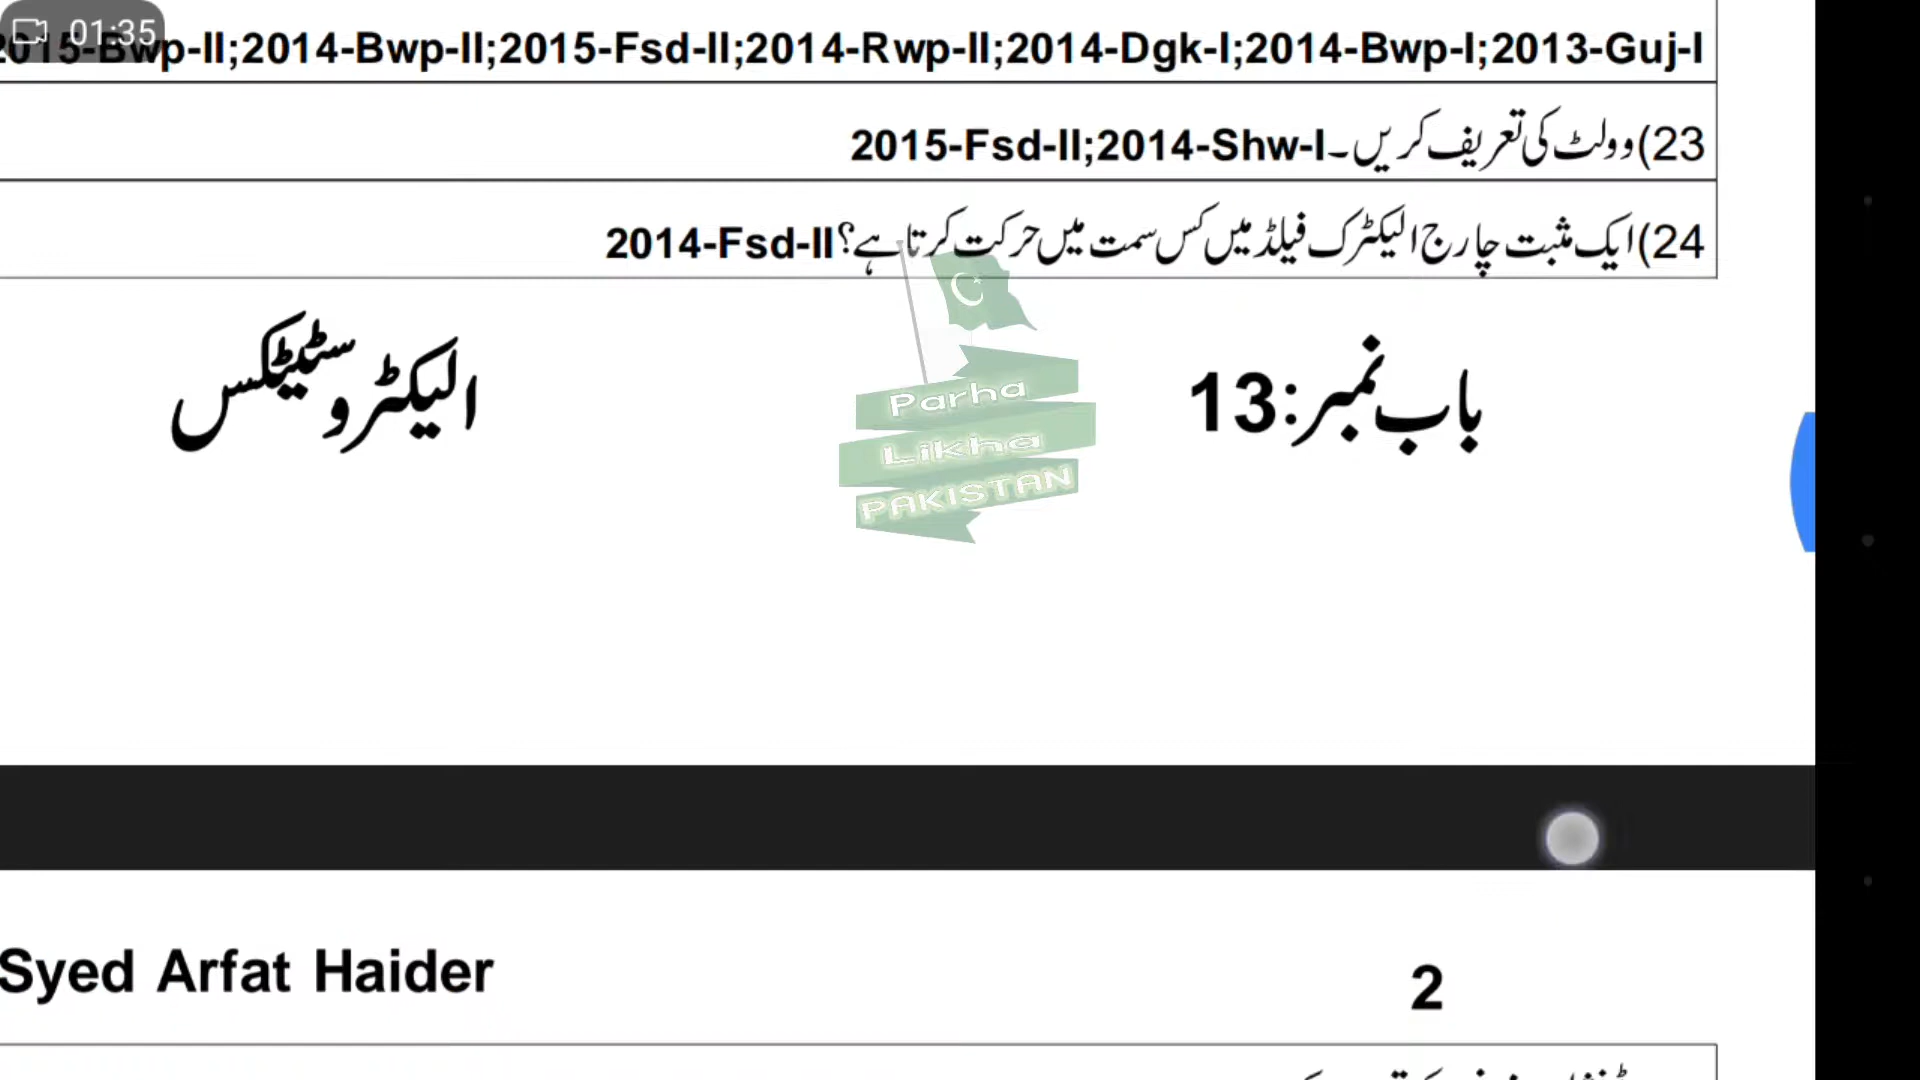 01:35
2015-Bwp-II;2014-Bwp-II;2015-Fsd-II;2014-Rwp-II;2014-Dgk-I;2014-Bwp-I;2013-Guj-I
23) وولٹ کی تعریف کریں۔ 2015-Fsd-II;2014-Shw-I
24) ایک مثبت چارج الیکٹرک فیلڈ میں کس سمت میں حرکت کرتا ہے؟ 2014-Fsd-II
باب نمبر:13 الیکٹروسٹیٹکس
Parha
Likha
PAKISTAN
Syed Arfat Haider 2